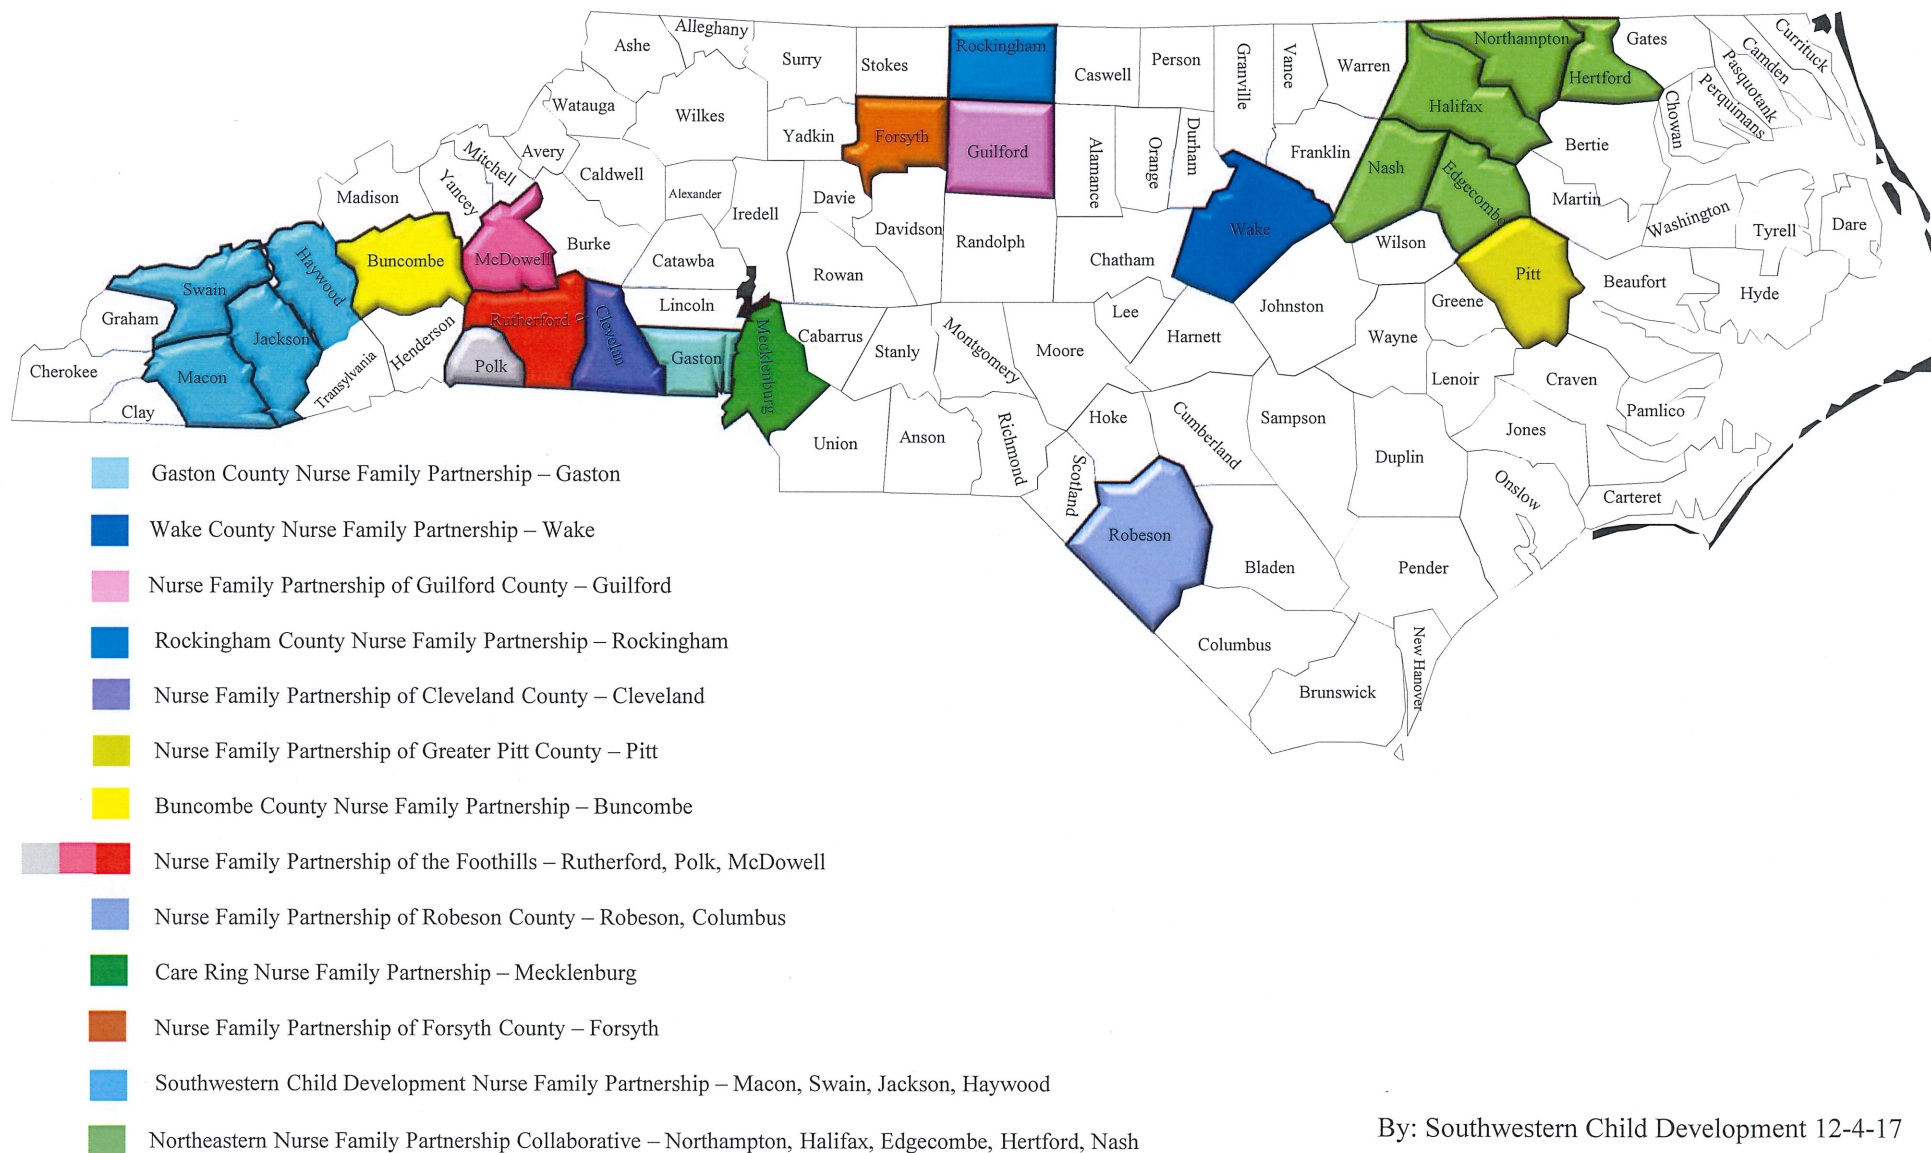 Alleghany
Ashe
Surry
Stokes
Rockingham
Caswell
Person
Granville
Vance
Warren
Northampton
Gates
Hertford
Halifax
Currituck
Camden
Pasquotank
Perquimans
Chowan
Watauga
Wilkes
Yadkin
Forsyth
Guilford
Alamance
Orange
Durham
Franklin
Nash
Edgecombe
Bertie
Martin
Washington
Tyrell
Dare
Mitchell
Avery
Yancey
Caldwell
Alexander
Iredell
Davie
Madison
Davidson
Randolph
Chatham
Wake
Wilson
Pitt
Beaufort
Hyde
Swain
Haywood
Buncombe
McDowell
Burke
Catawba
Rowan
Lincoln
Graham
Jackson
Rutherford
Clevelan
Gaston
Mecklenburg
Cabarrus
Stanly
Montgomery
Moore
Lee
Harnett
Johnston
Greene
Wayne
Lenoir
Craven
Pamlico
Cherokee
Clay
Macon
Transylvania
Henderson
Polk
Union
Anson
Richmond
Scotland
Hoke
Cumberland
Sampson
Duplin
Jones
Onslow
Carteret
Robeson
Bladen
Pender
Columbus
Brunswick
New Hanover
Gaston County Nurse Family Partnership – Gaston
Wake County Nurse Family Partnership – Wake
Nurse Family Partnership of Guilford County – Guilford
Rockingham County Nurse Family Partnership – Rockingham
Nurse Family Partnership of Cleveland County – Cleveland
Nurse Family Partnership of Greater Pitt County – Pitt
Buncombe County Nurse Family Partnership – Buncombe
Nurse Family Partnership of the Foothills – Rutherford, Polk, McDowell
Nurse Family Partnership of Robeson County – Robeson, Columbus
Care Ring Nurse Family Partnership – Mecklenburg
Nurse Family Partnership of Forsyth County – Forsyth
Southwestern Child Development Nurse Family Partnership – Macon, Swain, Jackson, Haywood
Northeastern Nurse Family Partnership Collaborative – Northampton, Halifax, Edgecombe, Hertford, Nash
By: Southwestern Child Development 12-4-17